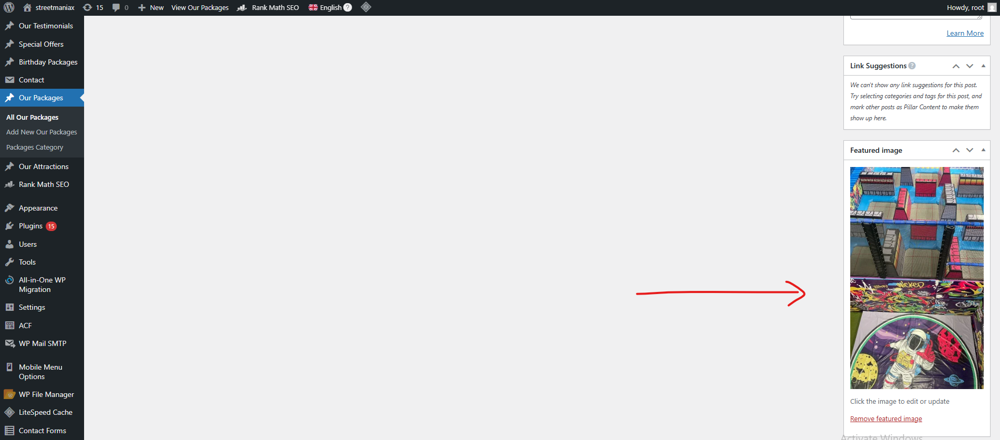 streetmaniax
15
0
New
View Our Packages
Rank Math SEO
English
?
Howdy, root
Our Testimonials
Special Offers
Birthday Packages
Contact
Our Packages
All Our Packages
Add New Our Packages
Packages Category
Our Attractions
Rank Math SEO
Appearance
Plugins 15
Users
Tools
All-in-One WP
Migration
Settings
ACF
WP Mail SMTP
Mobile Menu
Options
WP File Manager
LiteSpeed Cache
Contact Forms
Learn More
Link Suggestions ?
We can't show any link suggestions for this post.
Try selecting categories and tags for this post, and
mark other posts as Pillar Content to make them
show up here.
Featured image
WICKED
Click the image to edit or update
Remove featured image
Activate Windows